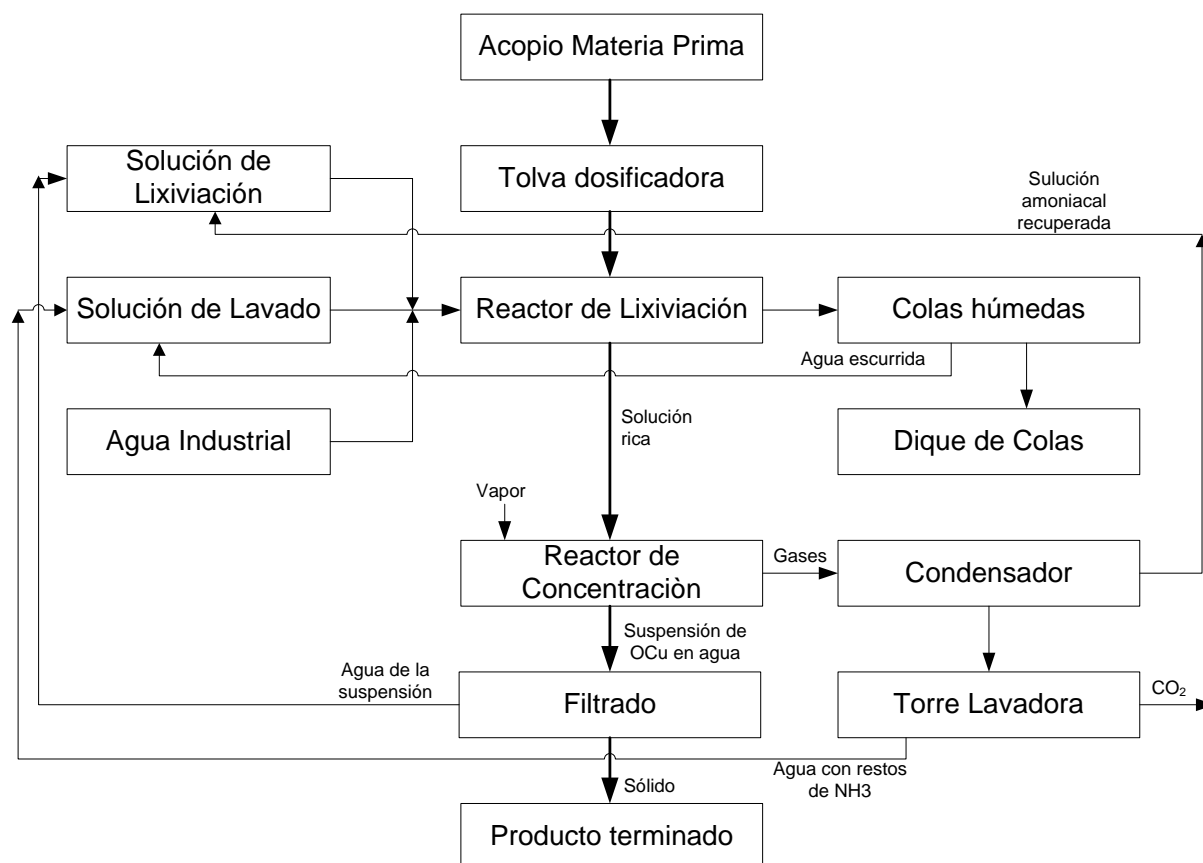 Acopio Materia Prima
Solución de
Lixiviación
Tolva dosificadora
Sulución
amoniacal
recuperada
Solución de Lavado
Reactor de Lixiviación
Colas húmedas
Agua escurrida
Agua Industrial
Solución
rica
Dique de Colas
Vapor
Reactor de
Concentraciòn
Gases
Condensador
Suspensión de
OCu en agua
Agua de la
suspensión
Filtrado
Torre Lavadora
CO₂
Agua con restos
de NH3
Sólido
Producto terminado